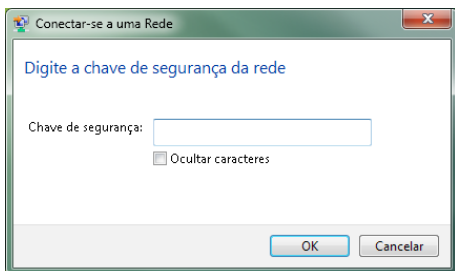 Conectar-se a uma Rede
Digite a chave de segurança da rede
Chave de segurança:
Ocultar caracteres
OK Cancelar